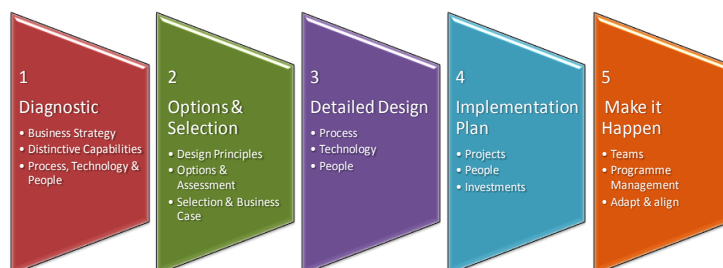 1
Diagnostic
• Business Strategy
• Distinctive Capabilities
• Process, Technology &
People
2
Options &
Selection
• Design Principles
• Options &
Assessment
• Selection & Business
Case
3
Detailed Design
• Process
• Technology
• People
4
Implementation
Plan
• Projects
• People
• Investments
5
Make it
Happen
• Teams
• Programme
Management
• Adapt & align